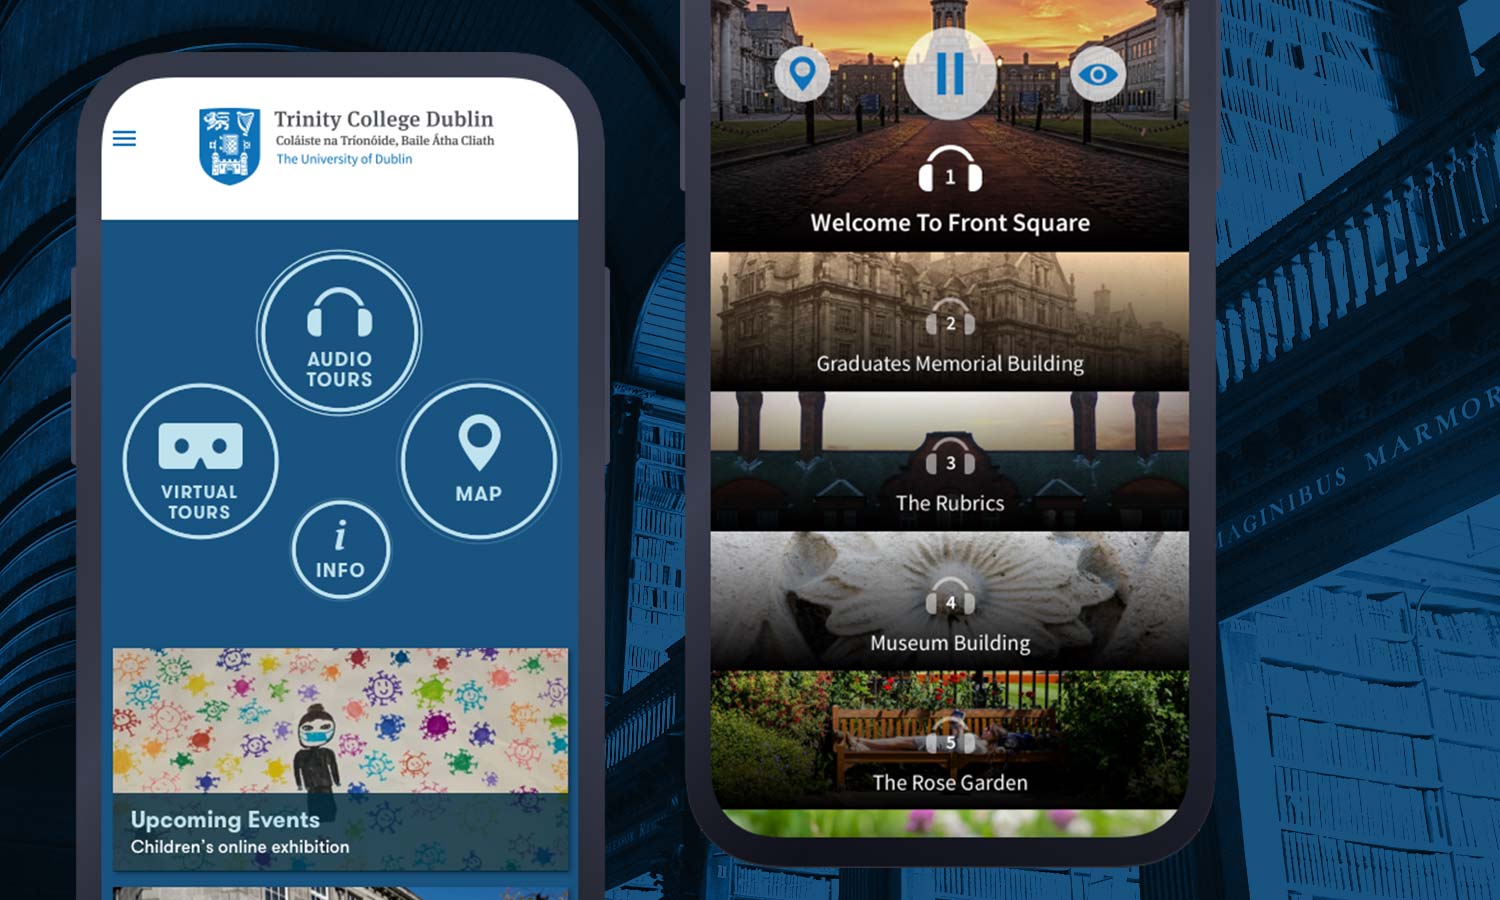 Trinity College Dublin
Coláiste na Tríonóide, Baile Átha Cliath
The University of Dublin
AUDIO
TOURS
VIRTUAL
TOURS
MAP
i
INFO
Upcoming Events
Children's online exhibition
1
Welcome To Front Square
2
Graduates Memorial Building
3
The Rubrics
4
Museum Building
5
The Rose Garden
MAGINIBUS MARMOR